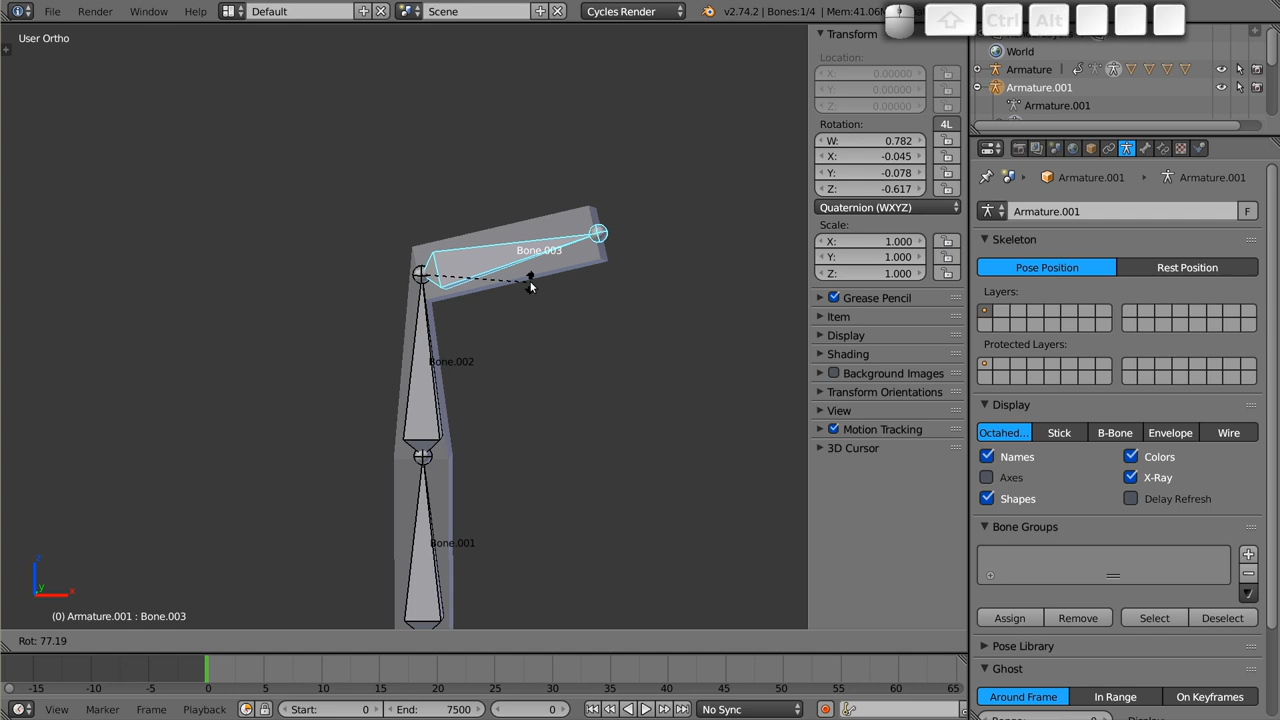 File Render Window Help Default Scene Cycles Render v2.74.2 | Bones:1/4 | Mem:41.06
Ctrl Alt
User Ortho
Transform
Location:
X: 0.00000
Y: 0.00000
Z: 0.00000
Rotation: 4L
W: 0.782
X: -0.045
Y: -0.078
Z: -0.617
Quaternion (WXYZ)
Scale:
X: 1.000
Y: 1.000
Z: 1.000
Grease Pencil
Item
Display
Shading
Background Images
Transform Orientations
View
Motion Tracking
3D Cursor
Bone.003
Bone.002
Bone.001
z
y x
(0) Armature.001 : Bone.003
Rot: 77.19
World
Armature
Armature.001
Armature.001
Armature.001 Armature.001
Armature.001 F
Skeleton
Pose Position Rest Position
Layers:
Protected Layers:
Display
Octahed... Stick B-Bone Envelope Wire
Names Colors
Axes X-Ray
Shapes Delay Refresh
Bone Groups
Assign Remove Select Deselect
Pose Library
Ghost
Around Frame In Range On Keyframes
-15 -10 -5 0 5 10 15 20 25 30 35 40 45 50 55 60 65
View Marker Frame Playback Start: 0 End: 7500 0 No Sync